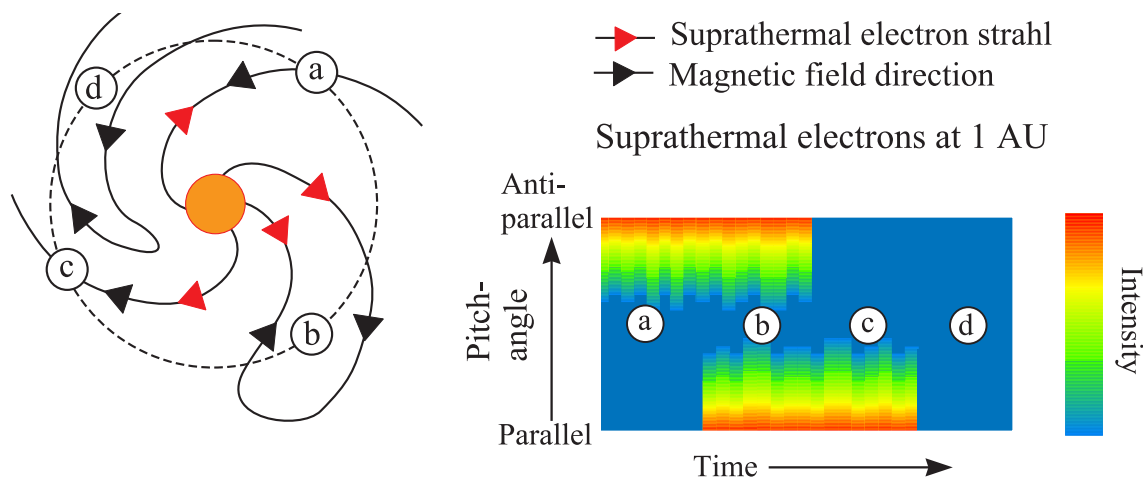 a
d
c
b
Suprathermal electron strahl
Magnetic field direction
Suprathermal electrons at 1 AU
Anti-
parallel
Pitch-
angle
Parallel
a
b
c
d
Time
Intensity